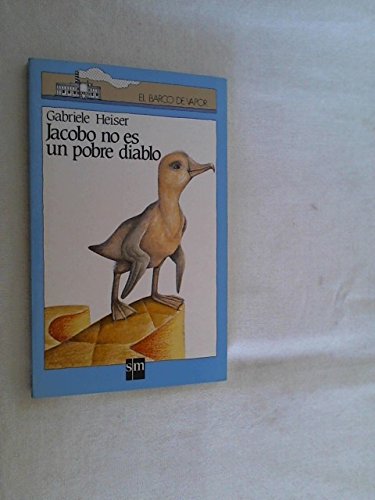 EL BARCO DE VAPOR
Gabriele Heiser
Jacobo no es
un pobre diablo
sm